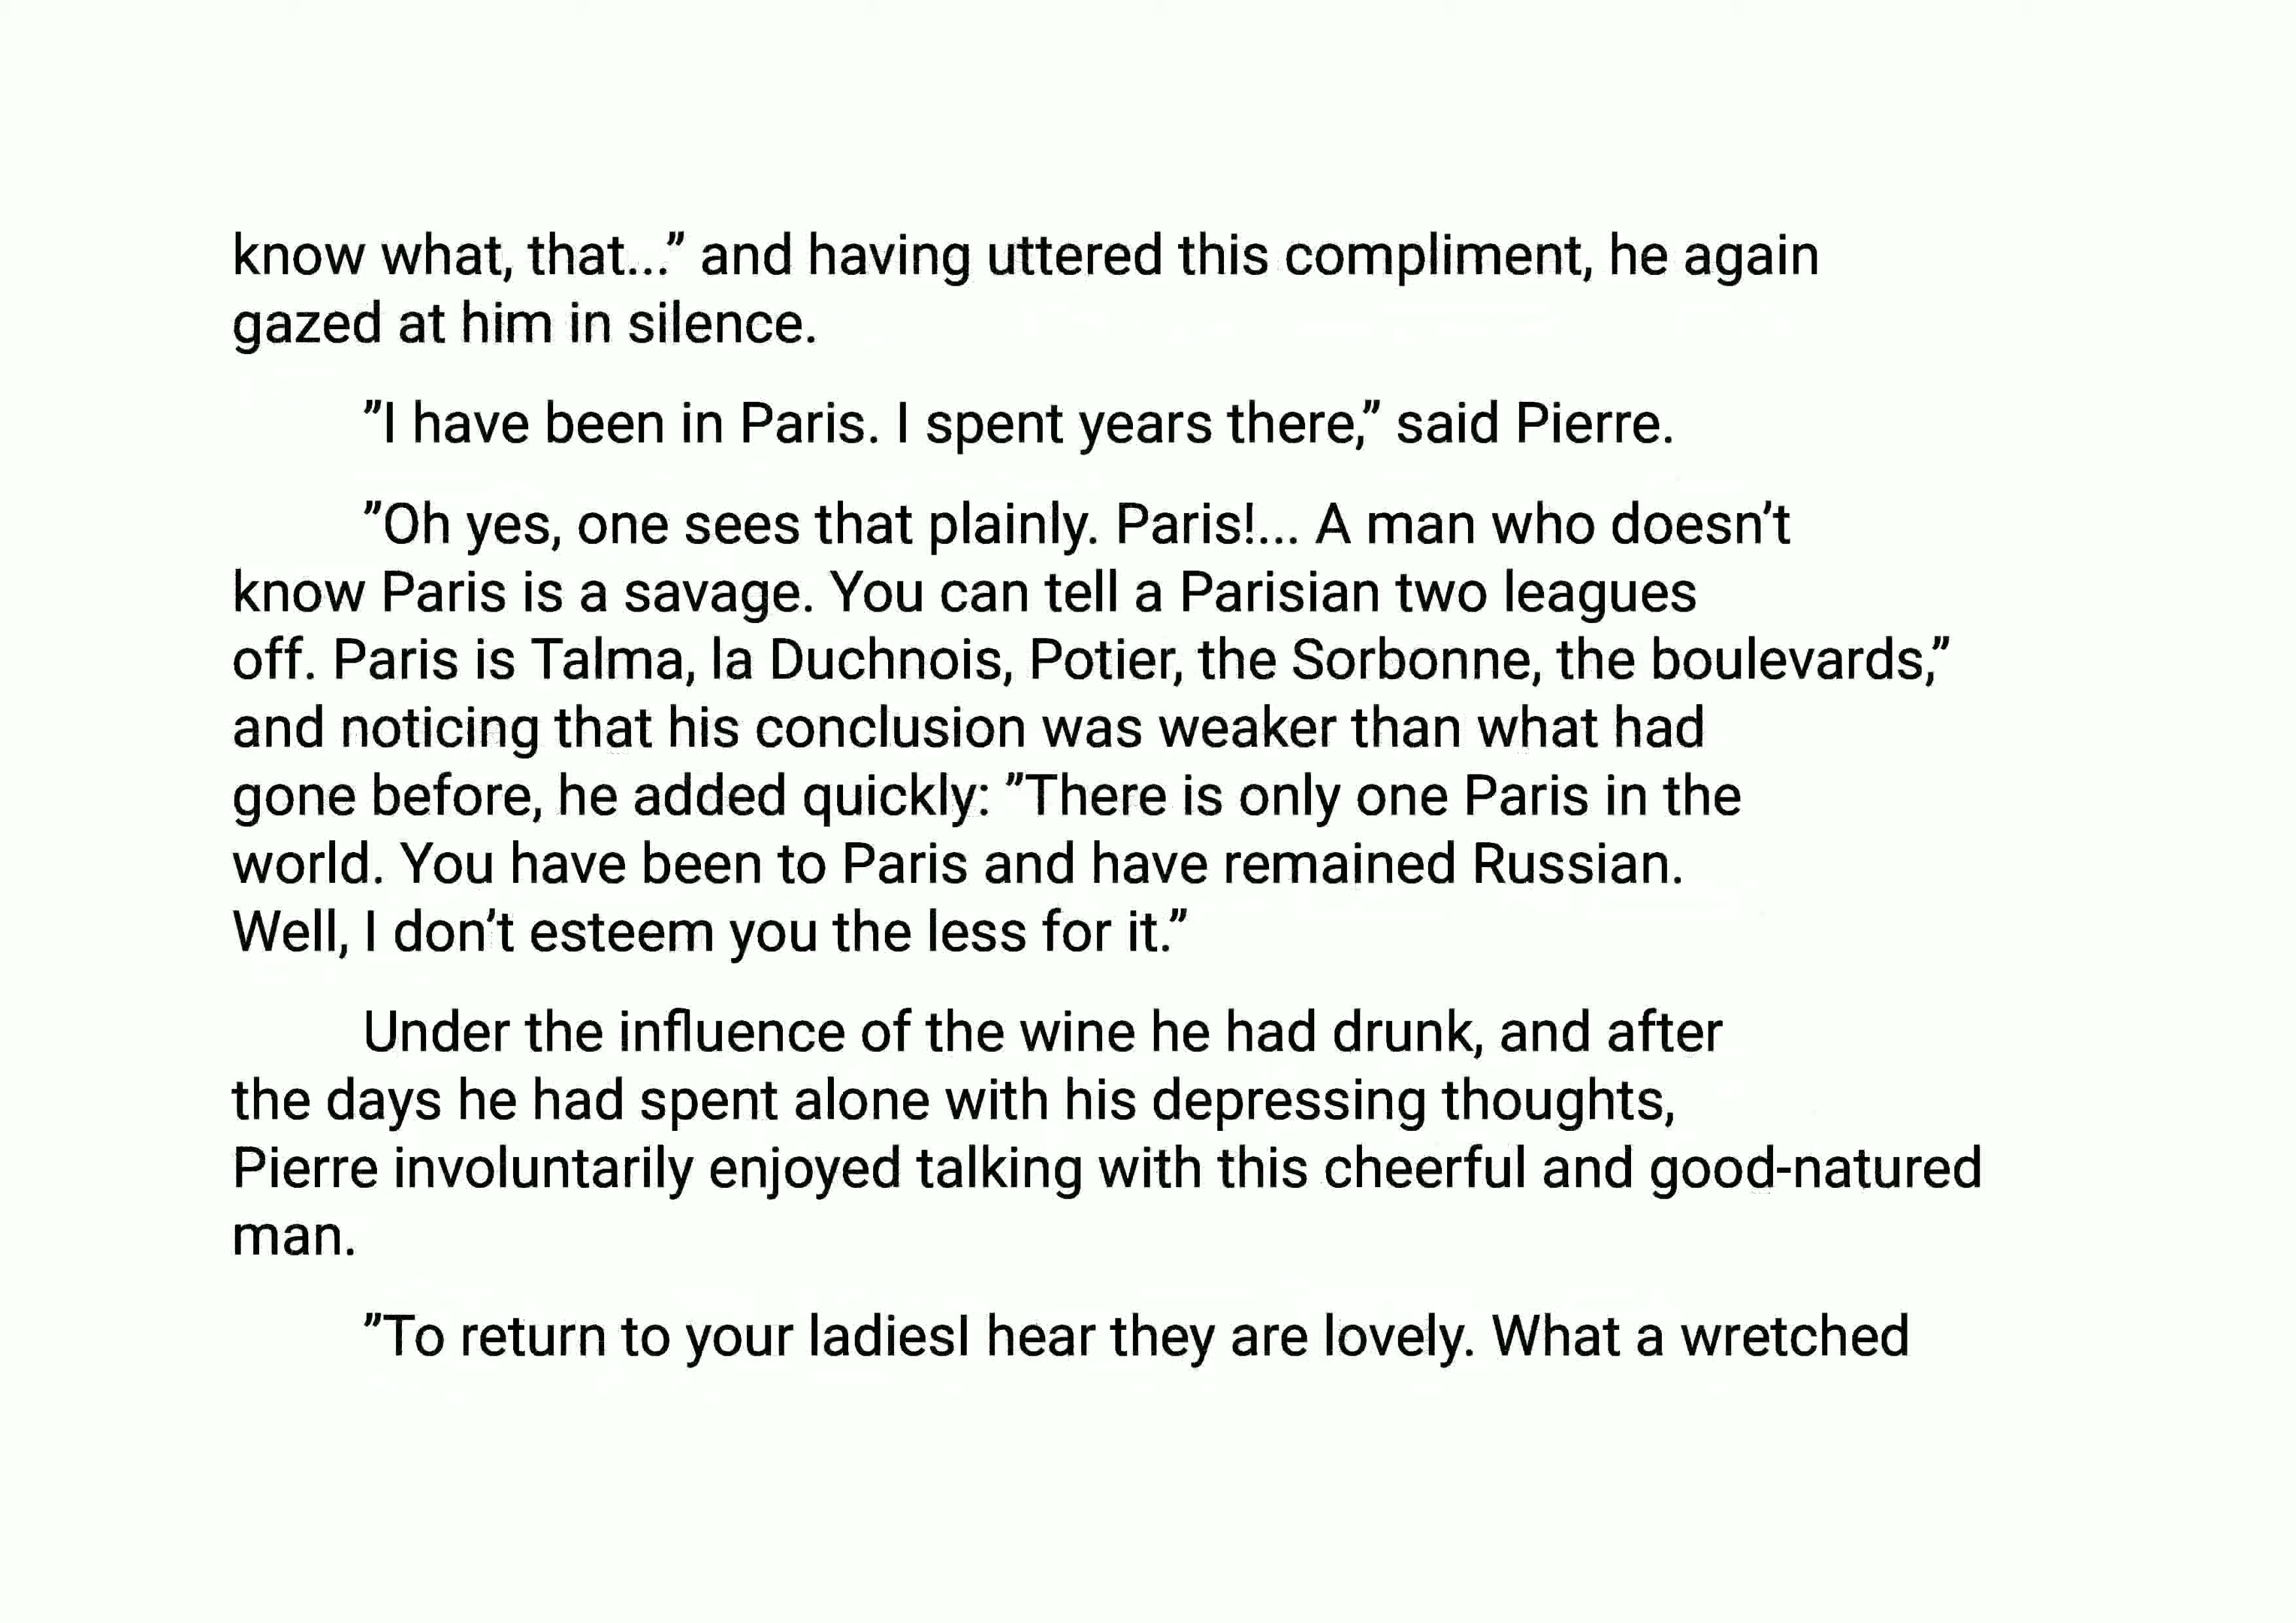 know what, that...” and having uttered this compliment, he again
gazed at him in silence.
”I have been in Paris. I spent years there,” said Pierre.
”Oh yes, one sees that plainly. Paris!... A man who doesn’t
know Paris is a savage. You can tell a Parisian two leagues
off. Paris is Talma, la Duchnois, Potier, the Sorbonne, the boulevards,”
and noticing that his conclusion was weaker than what had
gone before, he added quickly: ”There is only one Paris in the
world. You have been to Paris and have remained Russian.
Well, I don’t esteem you the less for it.”
Under the influence of the wine he had drunk, and after
the days he had spent alone with his depressing thoughts,
Pierre involuntarily enjoyed talking with this cheerful and good-natured
man.
”To return to your ladiesI hear they are lovely. What a wretched